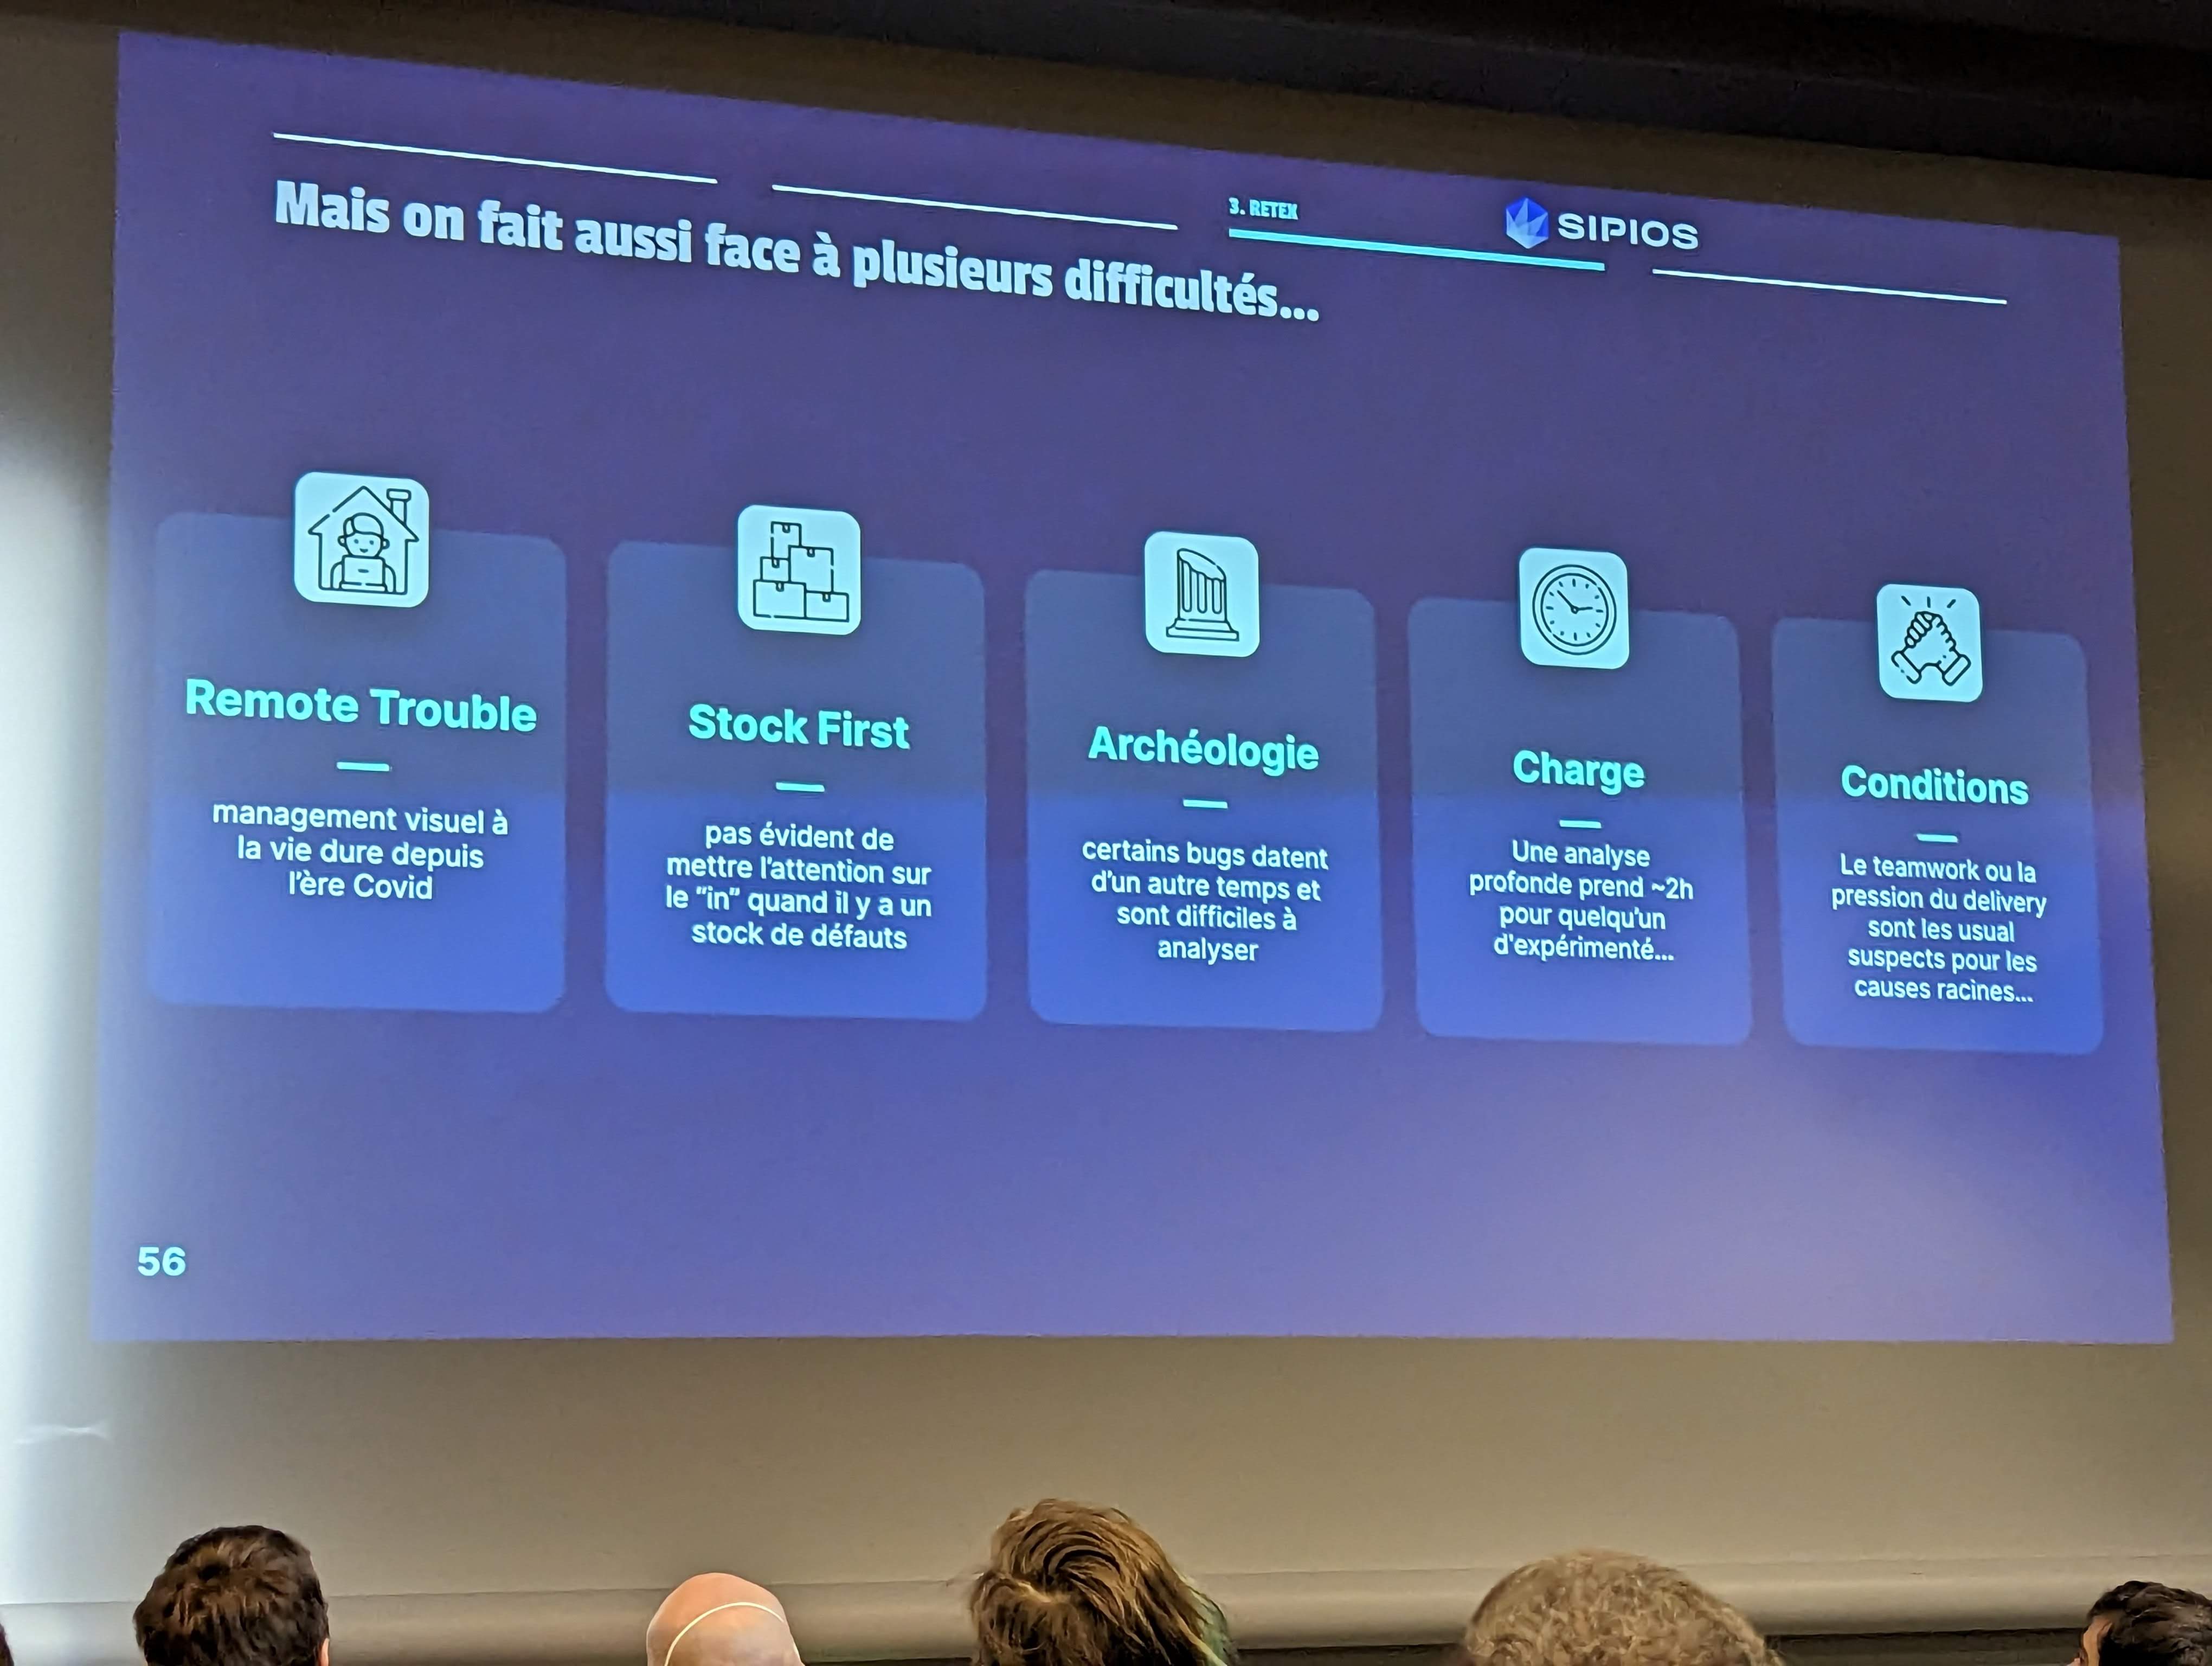 3. RETEX
SIPIOS
Mais on fait aussi face à plusieurs difficultés...
Remote Trouble
management visuel à
la vie dure depuis
l'ère Covid
Stock First
pas évident de
mettre l'attention sur
le "in" quand il y a un
stock de défauts
Archéologie
certains bugs datent
d'un autre temps et
sont difficiles à
analyser
Charge
Une analyse
profonde prend ~2h
pour quelqu'un
d'expérimenté...
Conditions
Le teamwork ou la
pression du delivery
sont les usual
suspects pour les
causes racines...
56